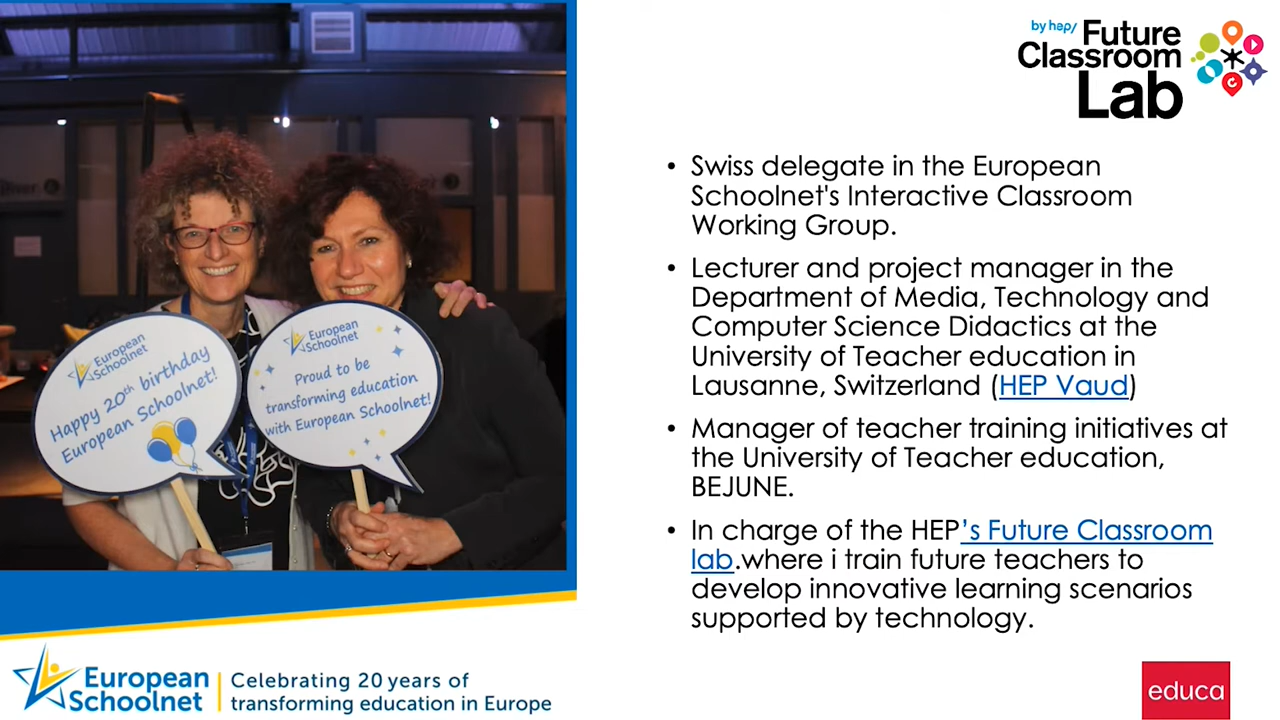 European
Schoolnet
Happy 20th birthday
European Schoolnet!
European
Schoolnet
Proud to be
transforming education
with European Schoolnet!
European
Schoolnet
Celebrating 20 years of
transforming education in Europe
by hep/
Future
Classroom
Lab
• Swiss delegate in the European
Schoolnet's Interactive Classroom
Working Group.
• Lecturer and project manager in the
Department of Media, Technology and
Computer Science Didactics at the
University of Teacher education in
Lausanne, Switzerland (HEP Vaud)
• Manager of teacher training initiatives at
the University of Teacher education,
BEJUNE.
• In charge of the HEP's Future Classroom
lab.where i train future teachers to
develop innovative learning scenarios
supported by technology.
educa